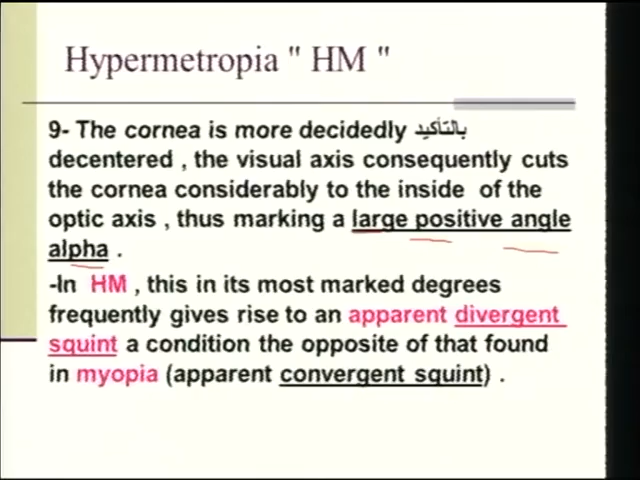 Hypermetropia " HM "
9- The cornea is more decidedly بالتأكيد
decentered , the visual axis consequently cuts
the cornea considerably to the inside of the
optic axis , thus marking a large positive angle
alpha .
-In HM , this in its most marked degrees
frequently gives rise to an apparent divergent
squint a condition the opposite of that found
in myopia (apparent convergent squint) .